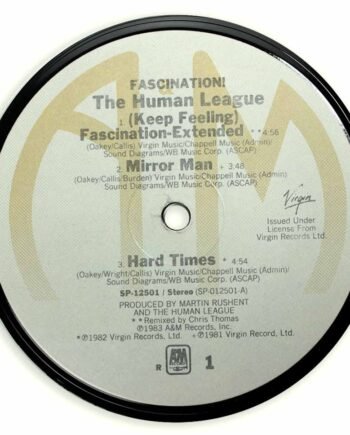 FASCINATION!
The Human League
1. (Keep Feeling)
Fascination-Extended **4:56
(Oakey/Callis) Virgin Music/Chappell Music (Admin)/
Sound Diagrams/WB Music Corp. (ASCAP)
2. Mirror Man + 3:48
(Oakey/Callis/Burden) Virgin Music/Chappell Music (Admin)
Sound Diagrams/WB Music Corp. (ASCAP)
Virgin
Issued Under
License From
Virgin Records Ltd.
3. Hard Times * 4:54
(Oakey/Wright/Callis) Virgin Music/Chappell Music (Admin)/
Sound Diagrams/WB Music Corp. (ASCAP)
SP-12501 / Stereo (SP-012501-A)
PRODUCED BY MARTIN RUSHENT
AND THE HUMAN LEAGUE
**Remixed by Chris Thomas
℗1983 A&M Records, Inc.
*℗1982 Virgin Records, Ltd. +℗1981 Virgin Records, Ltd.
R A&M 1